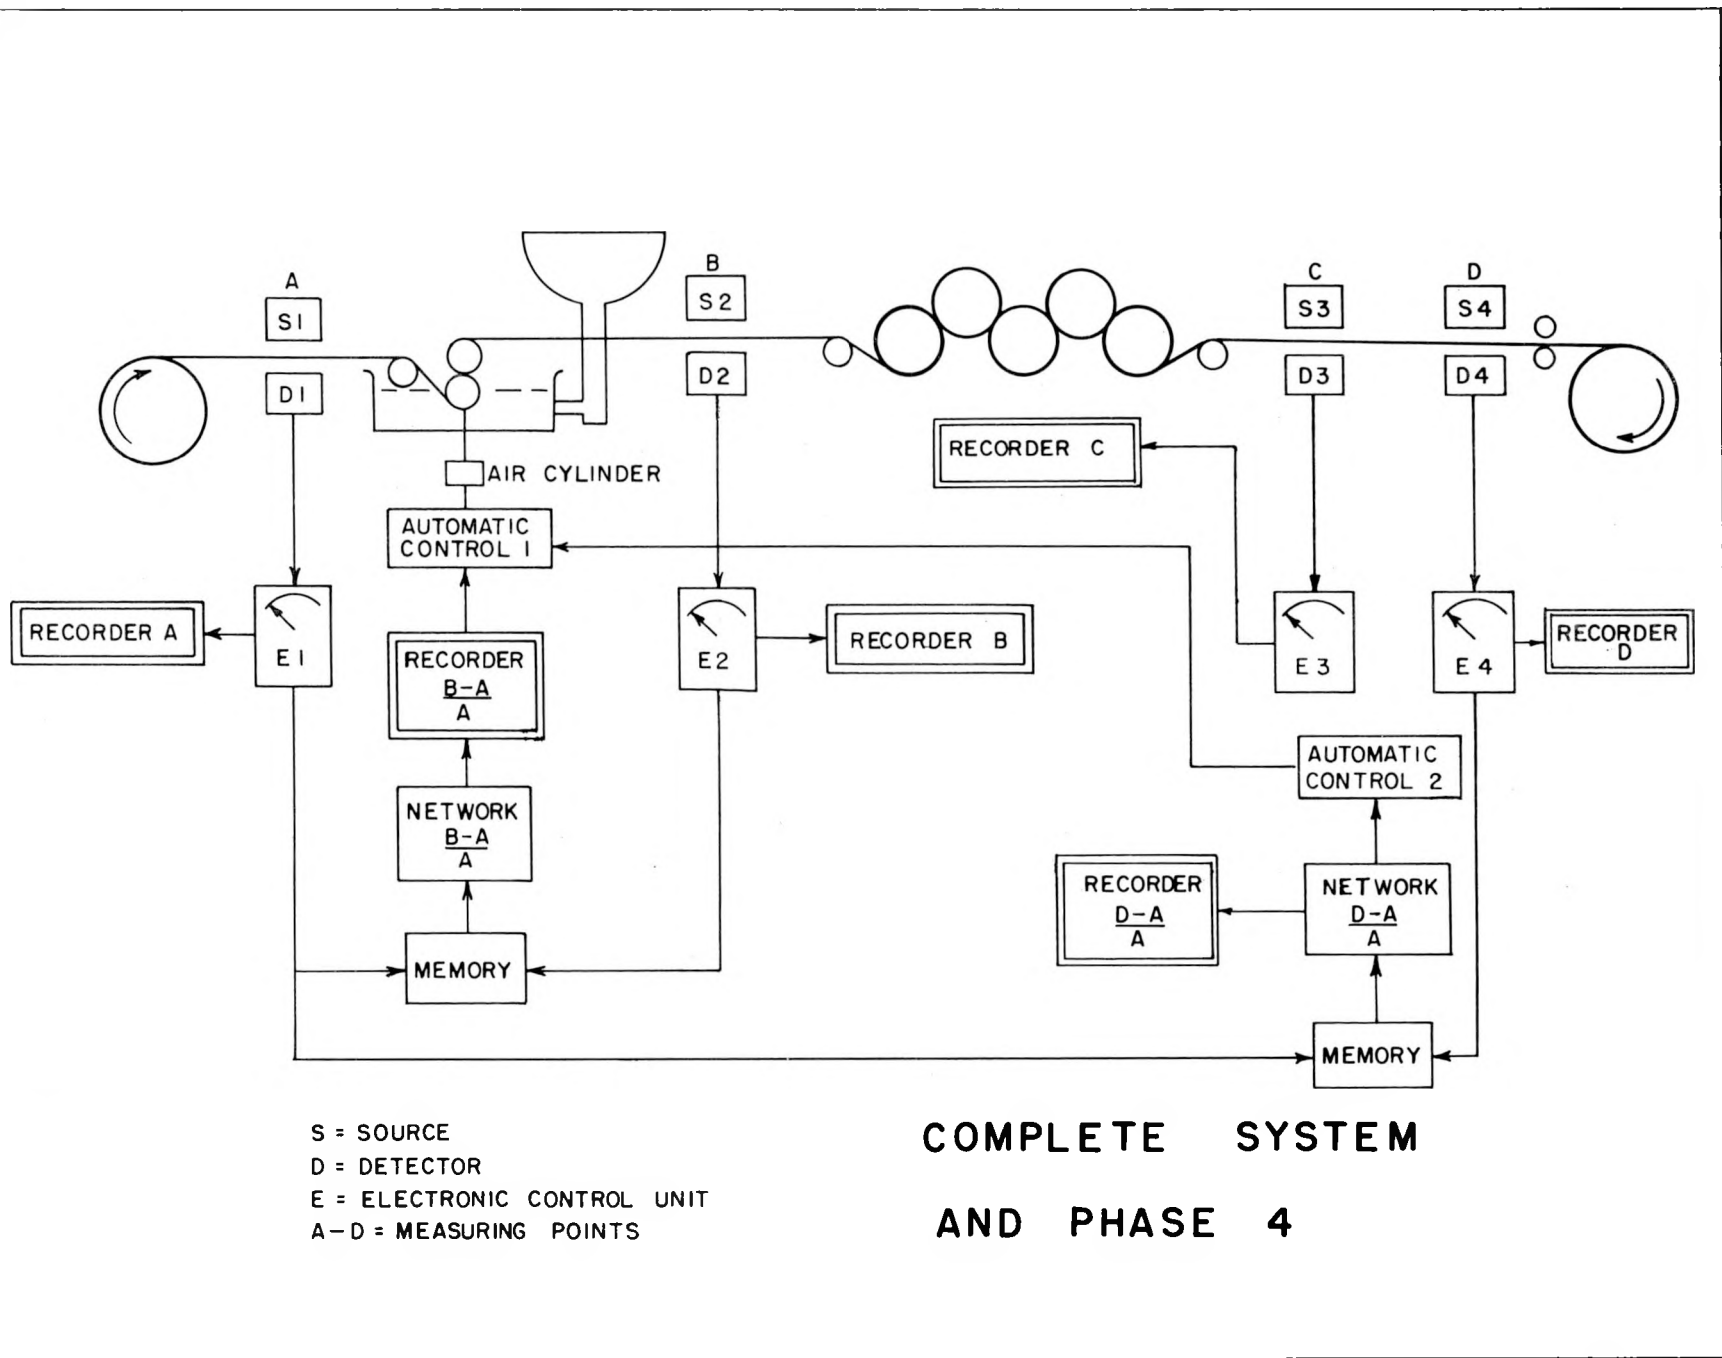 A
B
C
D
S1
S2
S3
S4
D1
D2
D3
D4
RECORDER C
AIR CYLINDER
AUTOMATIC
CONTROL 1
RECORDER A
E1
RECORDER
B-A
A
E2
RECORDER B
E3
E4
RECORDER
D
AUTOMATIC
CONTROL 2
NETWORK
B-A
A
RECORDER
D-A
A
NETWORK
D-A
A
MEMORY
MEMORY
S = SOURCE
D = DETECTOR
E = ELECTRONIC CONTROL UNIT
A-D = MEASURING POINTS
COMPLETE SYSTEM
AND PHASE 4